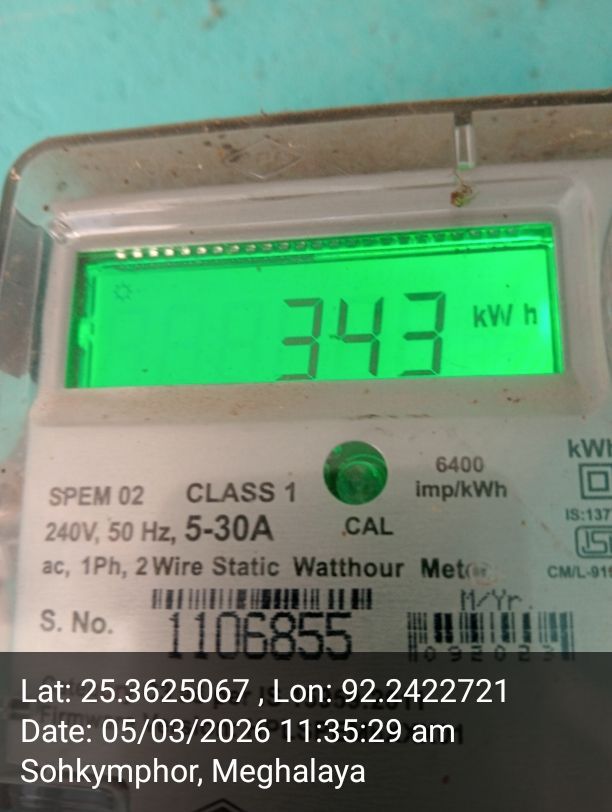 343 kW h
6400
imp/kWh
SPEM 02 CLASS 1
240V, 50 Hz, 5-30A CAL
ac, 1Ph, 2 Wire Static Watthour
M/Yr.
S. No. 1106855
092023
Lat: 25.3625067 , Lon: 92.2422721
Date: 05/03/2026 11:35:29 am
Sohkymphor, Meghalaya